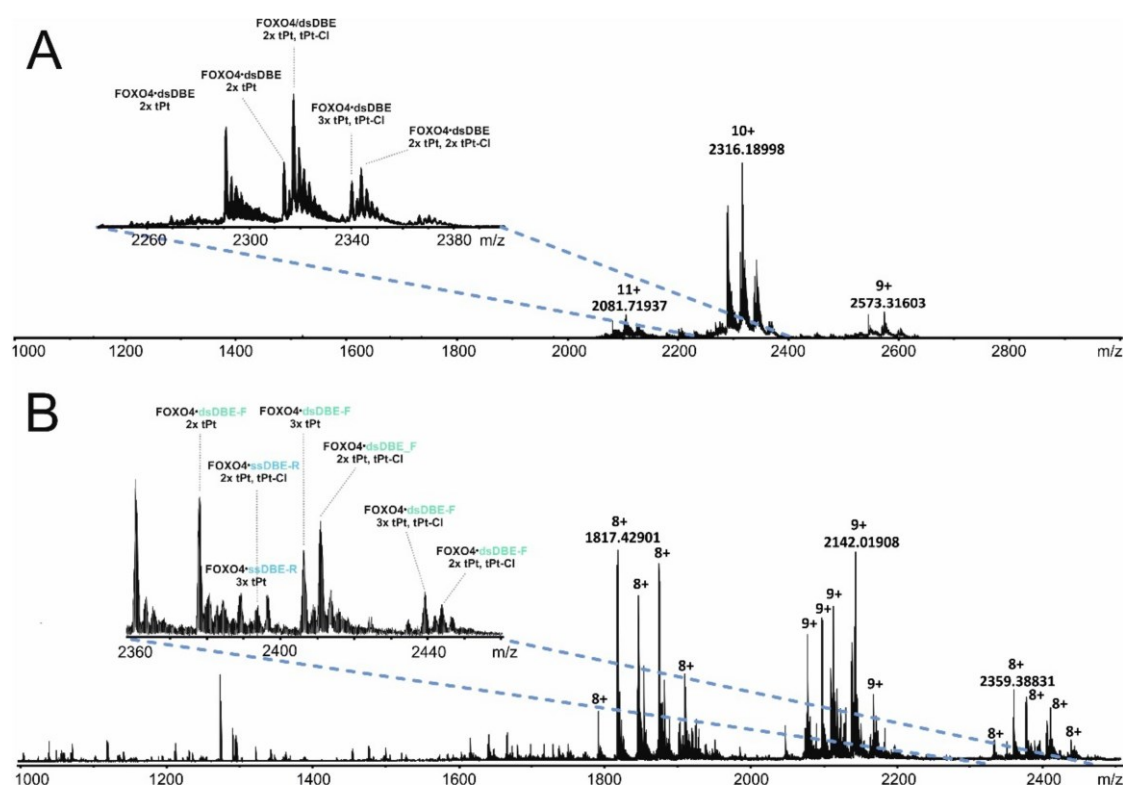 A
FOXO4/dsDBE
2x tPt, tPt-Cl
FOXO4•dsDBE
2x tPt
FOXO4•dsDBE
2x tPt
FOXO4•dsDBE
3x tPt, tPt-Cl
FOXO4•dsDBE
2x tPt, 2x tPt-Cl
2260 2300 2340 2380 m/z
10+
2316.18998
11+
2081.71937
9+
2573.31603
1000 1200 1400 1600 1800 2000 2200 2400 2600 2800 m/z
B
FOXO4•dsDBE-F
2x tPt
FOXO4•dsDBE-F
3x tPt
FOXO4•dsDBE_F
2x tPt, tPt-Cl
FOXO4•ssDBE-R
2x tPt, tPt-Cl
FOXO4•dsDBE-F
3x tPt, tPt-Cl
FOXO4•ssDBE-R
3x tPt
FOXO4•dsDBE-F
2x tPt, tPt-Cl
2360 2400 2440 m/z
8+
1817.42901
8+
8+
8+
8+
9+
2142.01908
9+
9+
9+
9+
8+
2359.38831
8+
8+
8+
8+
1000 1200 1400 1600 1800 2000 2200 2400 m/z